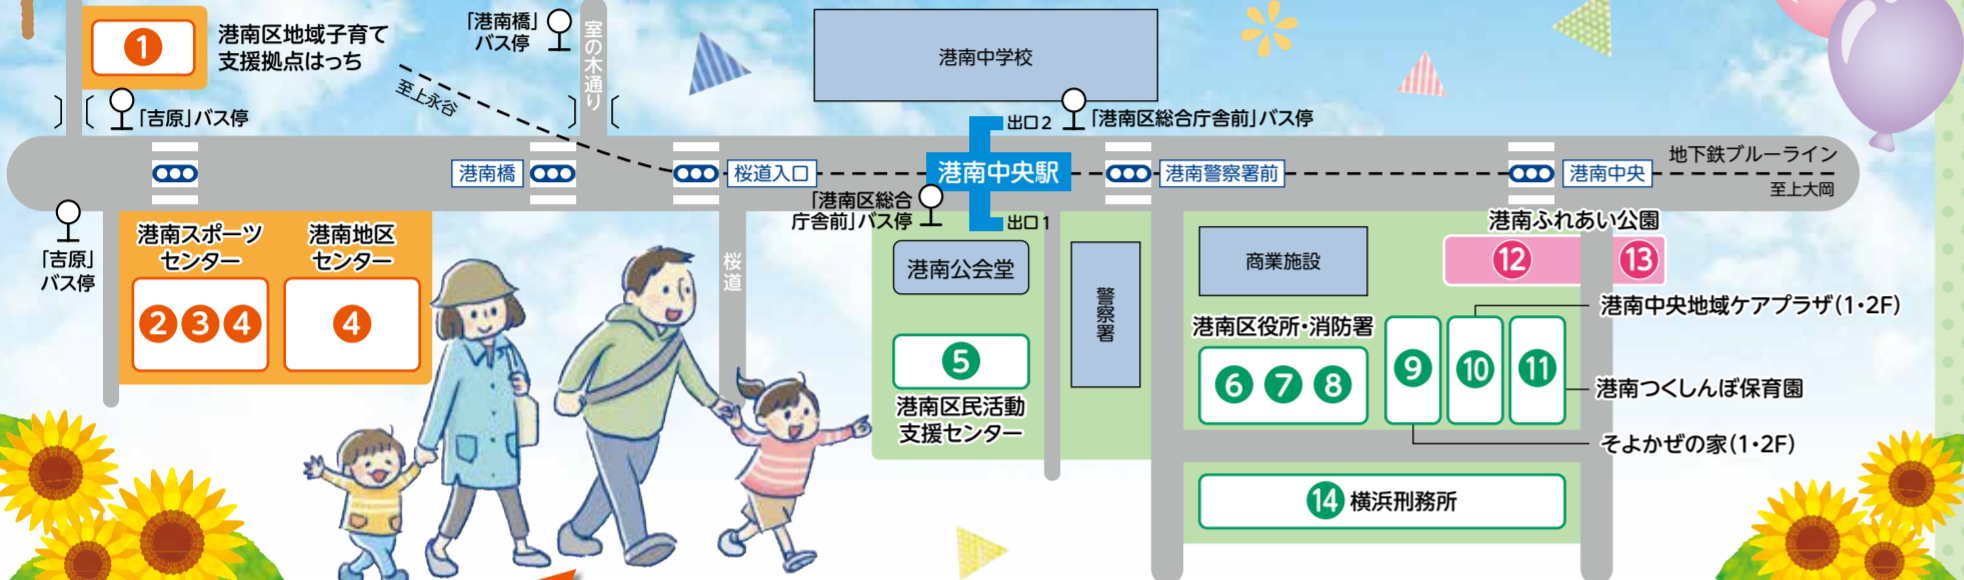 1
港南区地域子育て
支援拠点はっち
「吉原」バス停
「港南橋」
バス停
室の木通り
至上永谷
港南中学校
出口2
「港南区総合庁舎前」バス停
港南橋
桜道入口
港南中央駅
港南警察署前
港南中央
地下鉄ブルーライン
至上大岡
「吉原」
バス停
港南スポーツ
センター
2 3 4
港南地区
センター
4
桜道
「港南区総合
庁舎前」バス停
出口1
港南公会堂
5
港南区民活動
支援センター
警察署
商業施設
港南区役所・消防署
6 7 8
港南ふれあい公園
12
13
9
10
11
港南中央地域ケアプラザ(1・2F)
港南つくしんぼ保育園
そよかぜの家(1・2F)
14 横浜刑務所